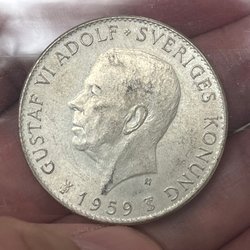 GUSTAF VI ADOLF · SVERIGES KONUNG
1959